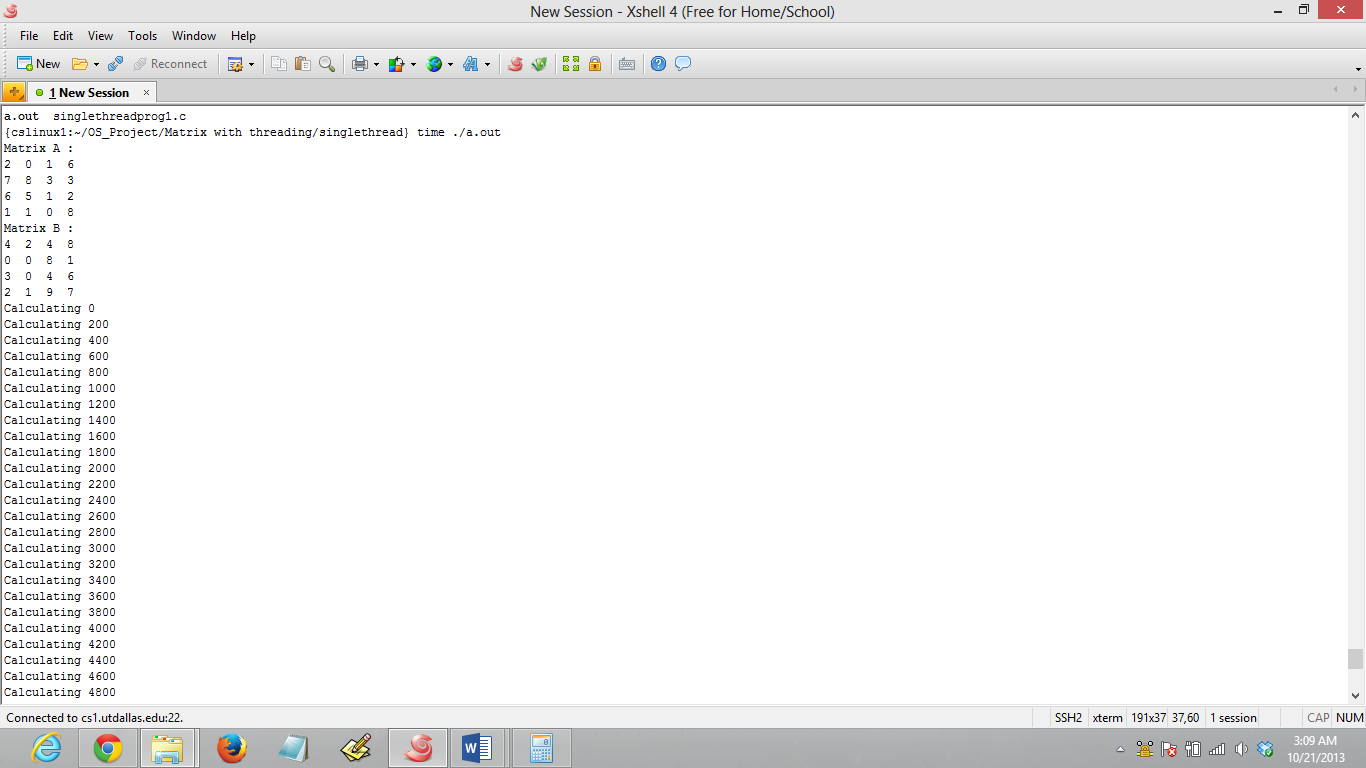 New Session - Xshell 4 (Free for Home/School)
File Edit View Tools Window Help
New Reconnect
1 New Session
a.out  singlethreadprog1.c
{cslinux1:~/OS_Project/Matrix with threading/singlethread} time ./a.out
Matrix A :
2  0  1  6
7  8  3  3
6  5  1  2
1  1  0  8
Matrix B :
4  2  4  8
0  0  8  1
3  0  4  6
2  1  9  7
Calculating 0
Calculating 200
Calculating 400
Calculating 600
Calculating 800
Calculating 1000
Calculating 1200
Calculating 1400
Calculating 1600
Calculating 1800
Calculating 2000
Calculating 2200
Calculating 2400
Calculating 2600
Calculating 2800
Calculating 3000
Calculating 3200
Calculating 3400
Calculating 3600
Calculating 3800
Calculating 4000
Calculating 4200
Calculating 4400
Calculating 4600
Calculating 4800
Connected to cs1.utdallas.edu:22. SSH2 xterm 191x37 37,60 1 session CAP NUM
3:09 AM
10/21/2013